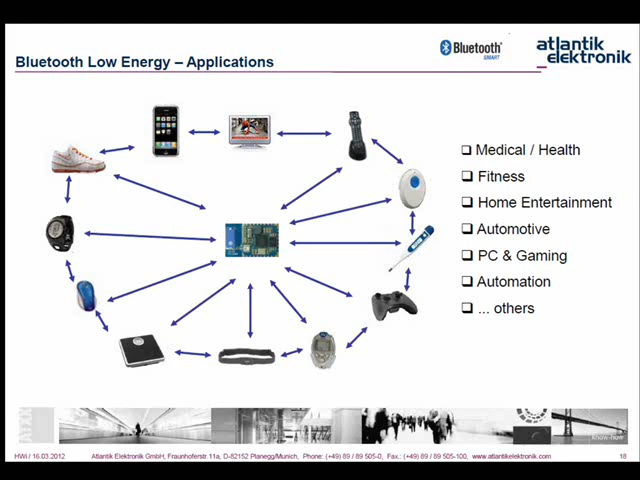 Bluetooth Low Energy – Applications
Bluetooth®
SMART
atlantik
elektronik
❑ Medical / Health
❑ Fitness
❑ Home Entertainment
❑ Automotive
❑ PC & Gaming
❑ Automation
❑ ... others
know-how
HWi / 16.03.2012 Atlantik Elektronik GmbH, Fraunhoferstr.11a, D-82152 Planegg/Munich, Phone: (+49) 89 / 89 505-0, Fax.: (+49) 89 / 89 505-100, www.atlantikelektronik.com 18